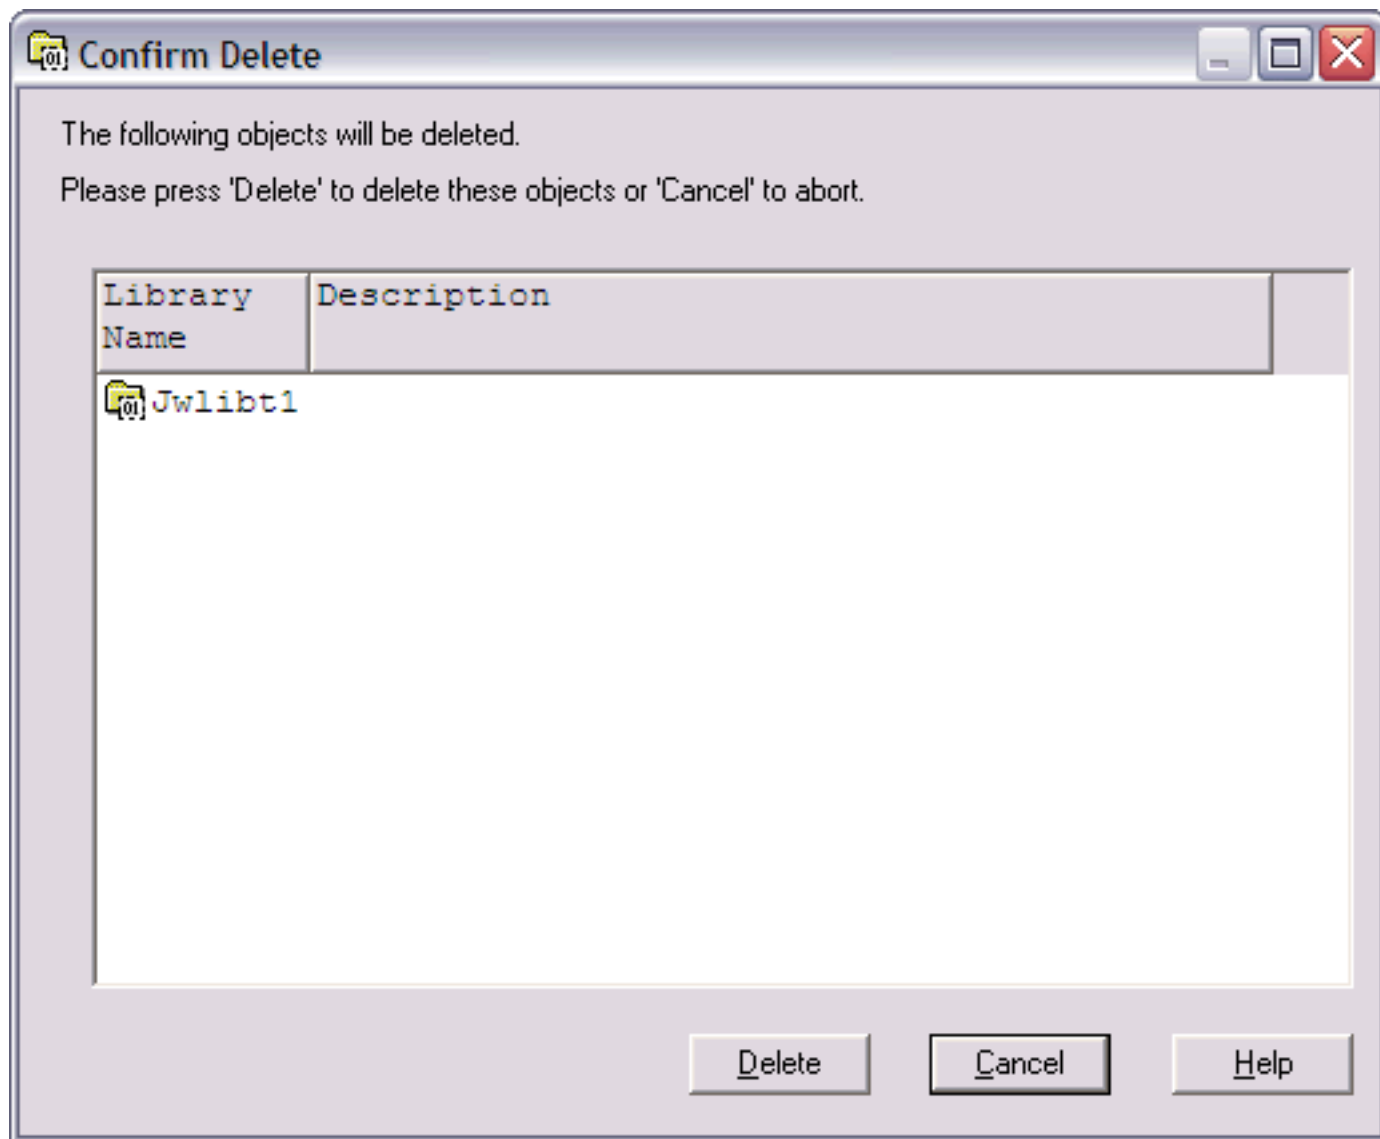 Confirm Delete
The following objects will be deleted.
Please press 'Delete' to delete these objects or 'Cancel' to abort.
Library Description
Name
Jwlibt1
Delete Cancel Help